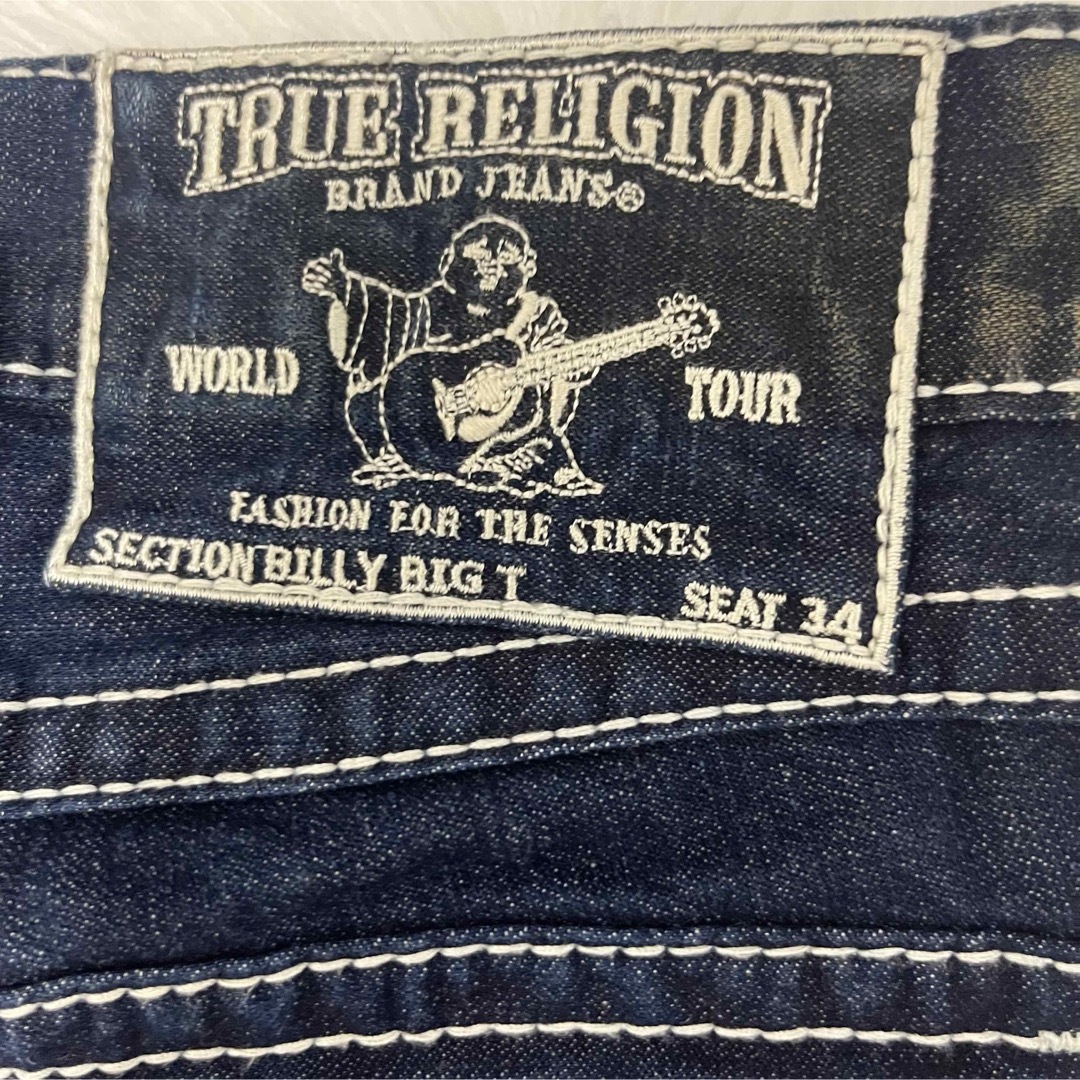 TRUE RELIGION
BRAND JEANS®
WORLD TOUR
FASHION FOR THE SENSES
SECTION BILLY BIG T SEAT 34